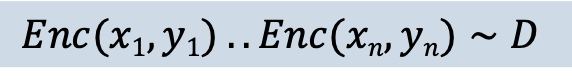 Enc(x₁, y₁) .. Enc(xₙ, yₙ) ~ D